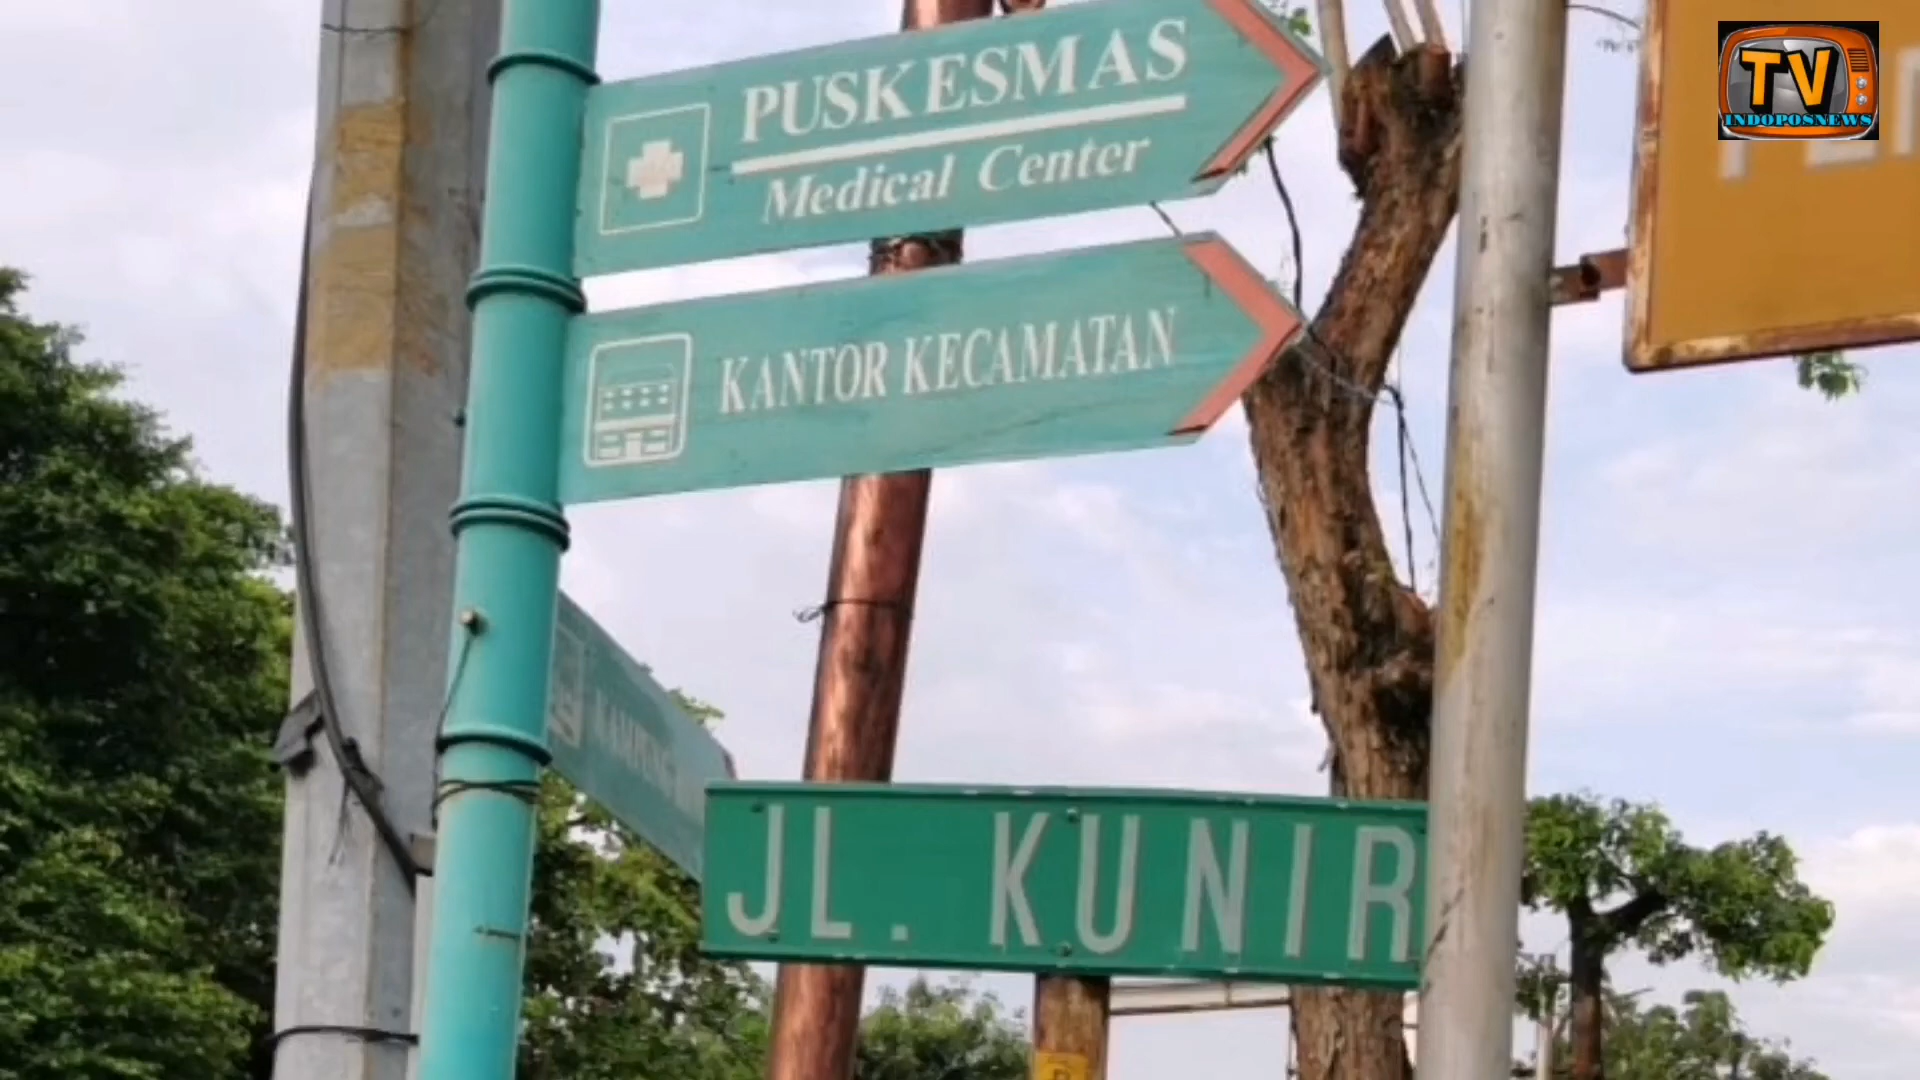 PUSKESMAS
Medical Center
KANTOR KECAMATAN
JL. KUNIR
TV
INDOPOSNEWS